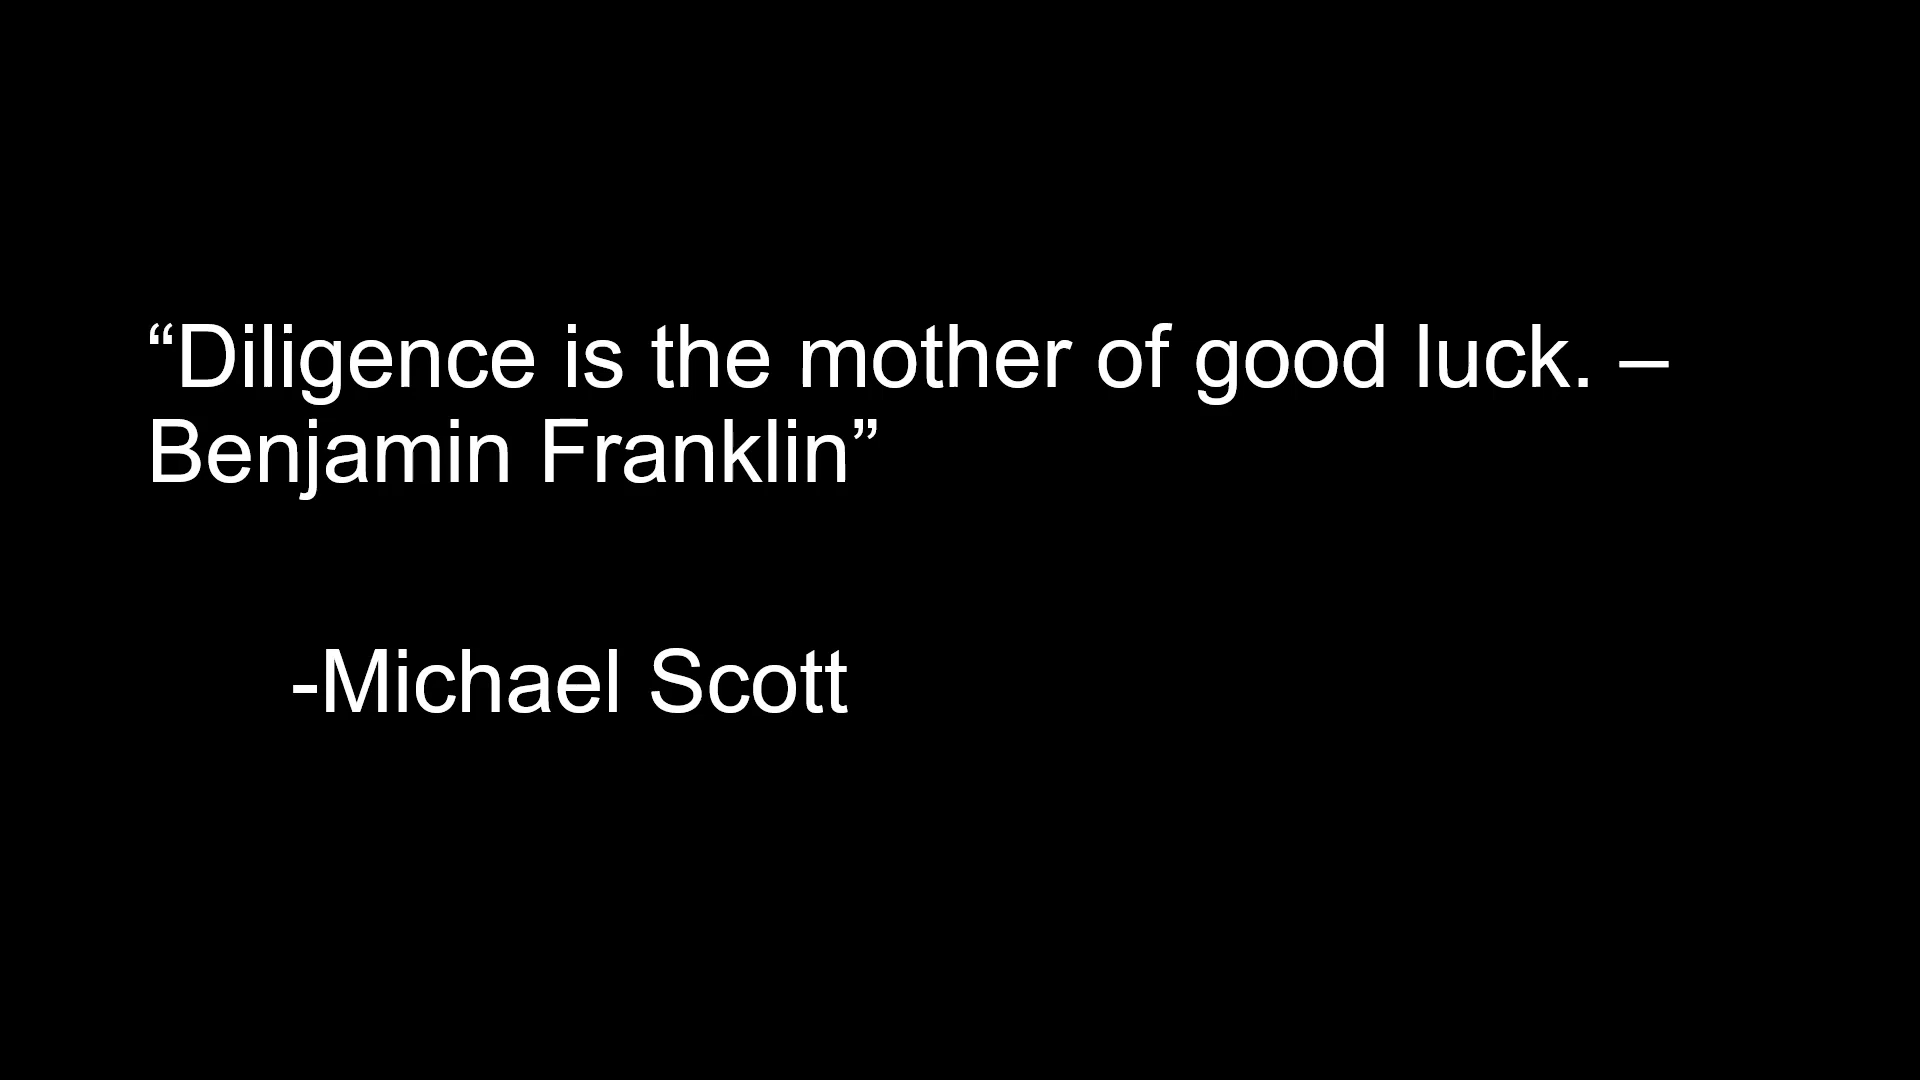 “Diligence is the mother of good luck. –
Benjamin Franklin”
-Michael Scott